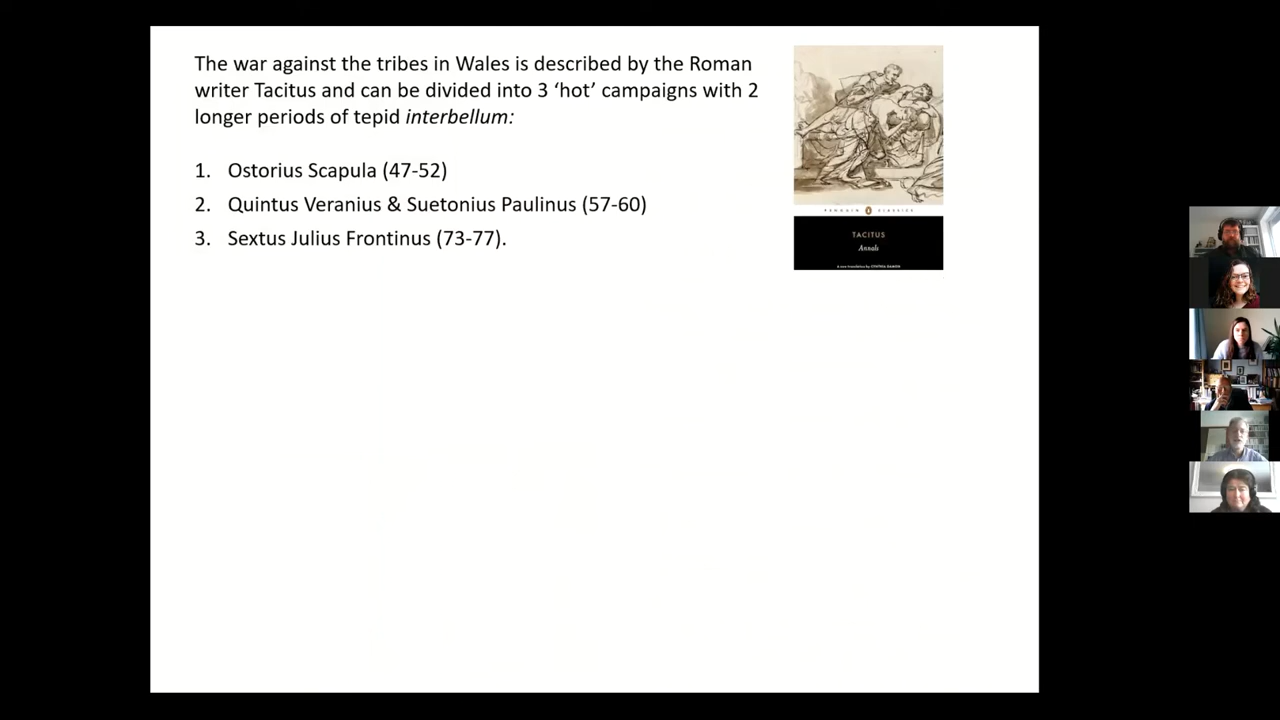 The war against the tribes in Wales is described by the Roman
writer Tacitus and can be divided into 3 ‘hot’ campaigns with 2
longer periods of tepid interbellum:
1. Ostorius Scapula (47-52)
2. Quintus Veranius & Suetonius Paulinus (57-60)
3. Sextus Julius Frontinus (73-77).
PENGUIN CLASSICS
TACITUS
Annals